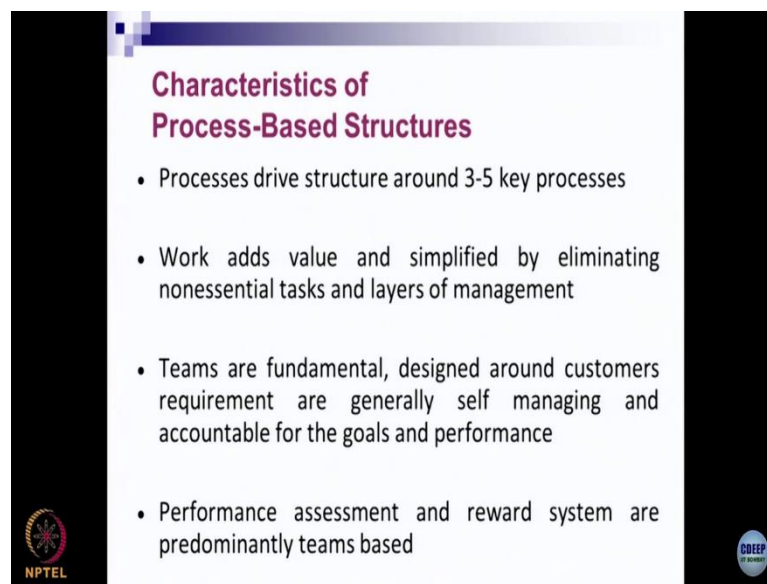 Characteristics of
Process-Based Structures
• Processes drive structure around 3-5 key processes
• Work adds value and simplified by eliminating
nonessential tasks and layers of management
• Teams are fundamental, designed around customers
requirement are generally self managing and
accountable for the goals and performance
• Performance assessment and reward system are
predominantly teams based
NPTEL
CDEEP
IIT BOMBAY